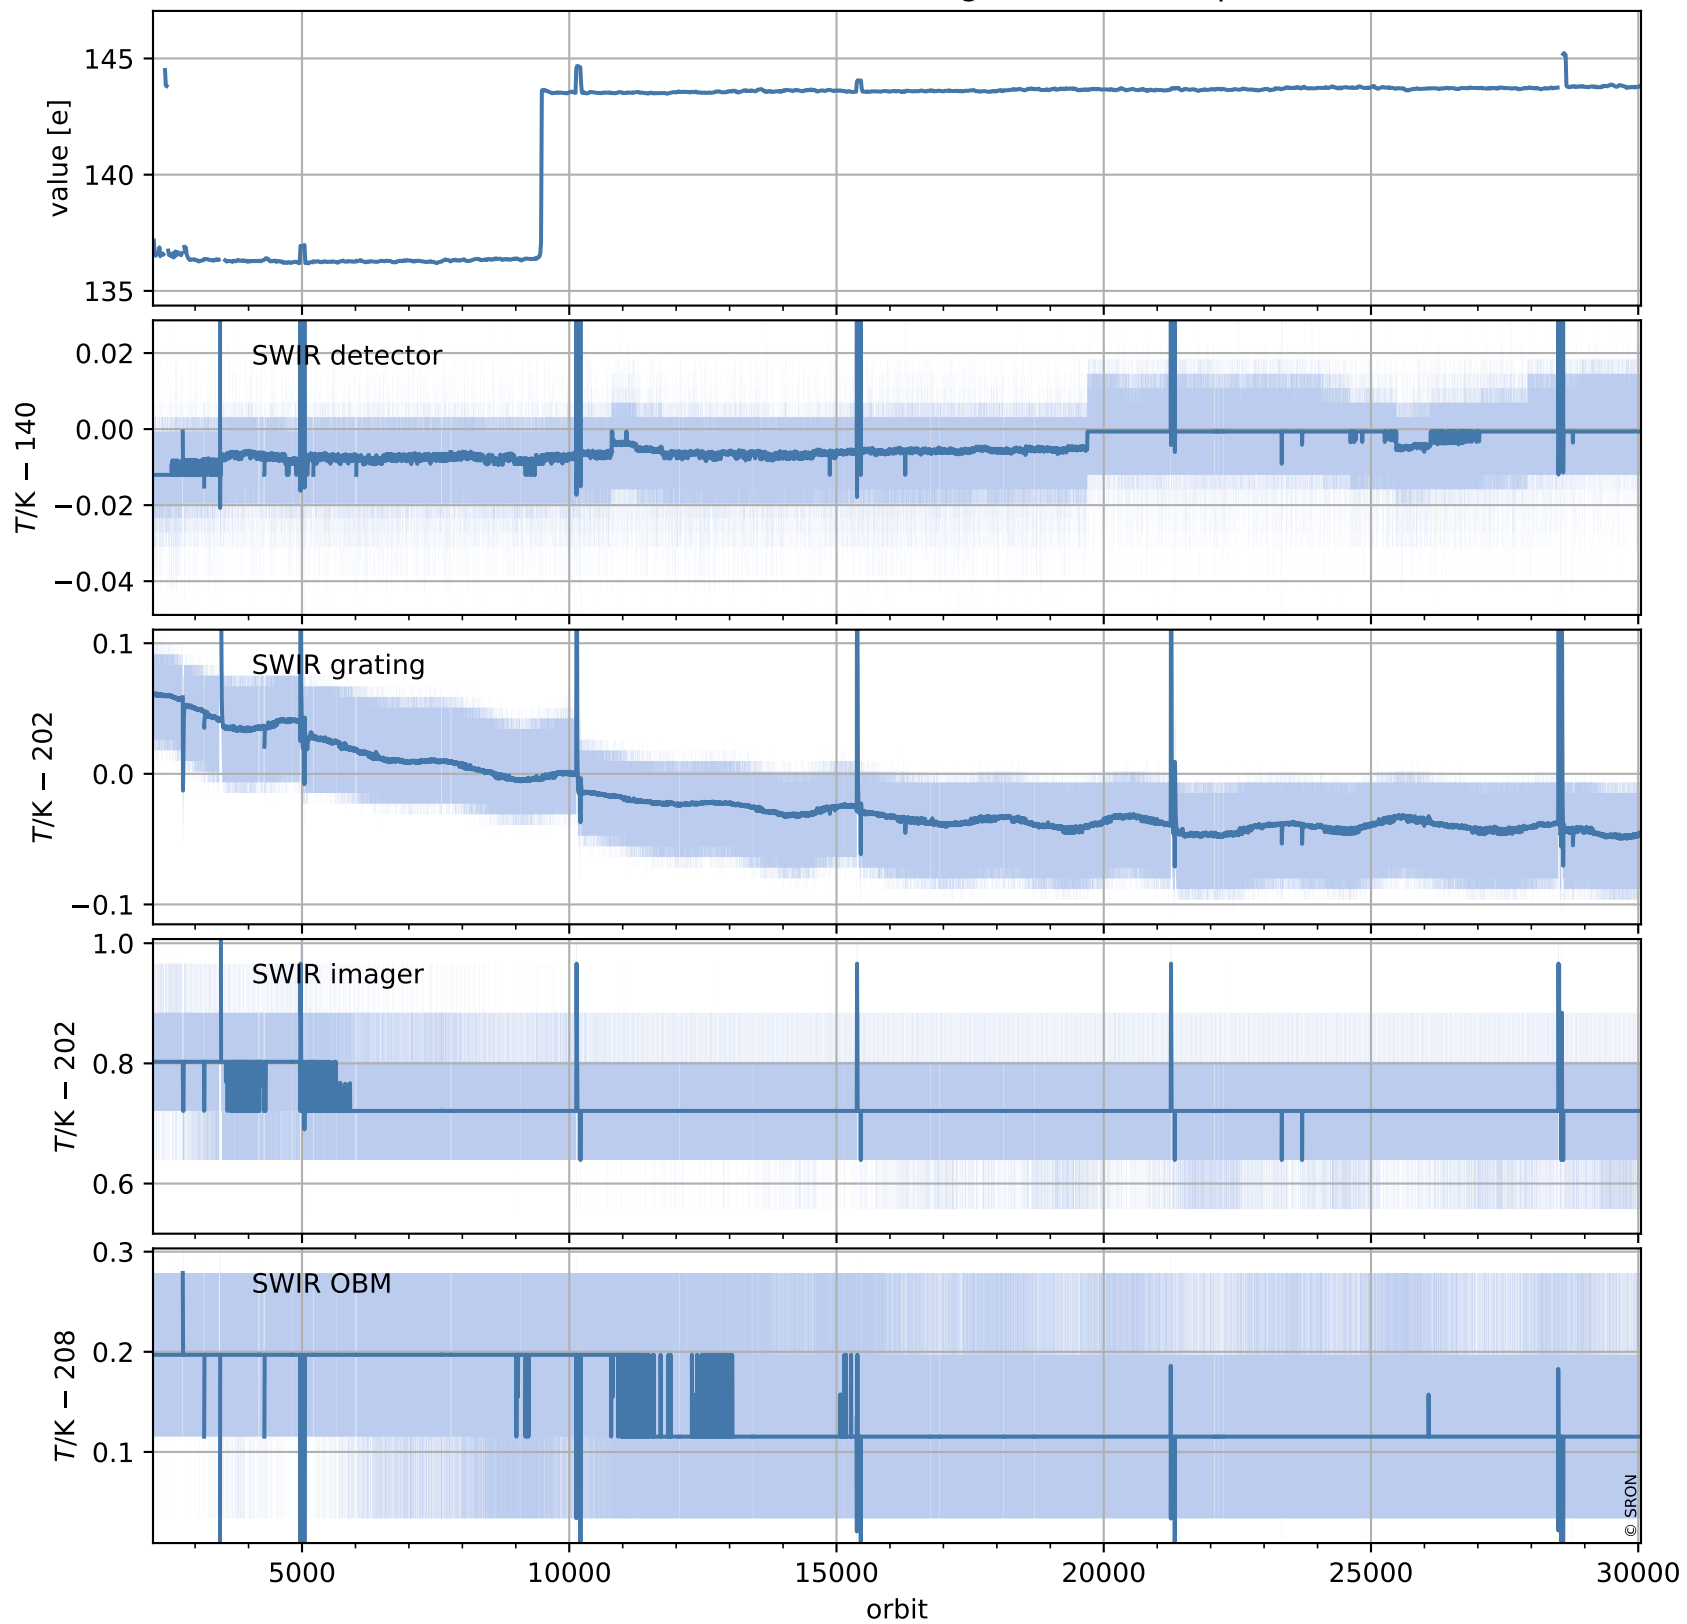 145
140
135
value [e]
SWIR detector
0.02
0.00
−0.02
−0.04
T/K − 140
SWIR grating
0.1
0.0
−0.1
T/K − 202
SWIR imager
1.0
0.8
0.6
T/K − 202
SWIR OBM
0.3
0.2
0.1
T/K − 208
© SRON
5000 10000 15000 20000 25000 30000
orbit